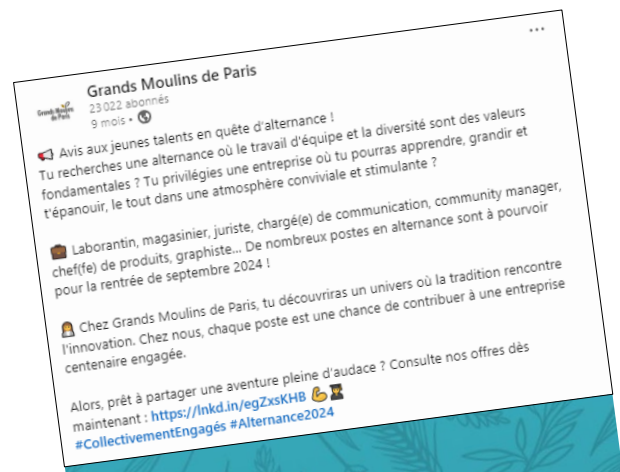 Grands Moulins de Paris
Grands Moulins
de Paris
23 022 abonnés
9 mois •
Avis aux jeunes talents en quête d'alternance !
Tu recherches une alternance où le travail d'équipe et la diversité sont des valeurs
fondamentales ? Tu privilégies une entreprise où tu pourras apprendre, grandir et
t'épanouir, le tout dans une atmosphère conviviale et stimulante ?
Laborantin, magasinier, juriste, chargé(e) de communication, community manager,
chef(fe) de produits, graphiste... De nombreux postes en alternance sont à pourvoir
pour la rentrée de septembre 2024 !
Chez Grands Moulins de Paris, tu découvriras un univers où la tradition rencontre
l'innovation. Chez nous, chaque poste est une chance de contribuer à une entreprise
centenaire engagée.
Alors, prêt à partager une aventure pleine d'audace ? Consulte nos offres dès
maintenant : https://lnkd.in/egZxsKHB
#CollectivementEngagés #Alternance2024